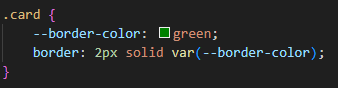 .card {
    --border-color: green;
    border: 2px solid var(--border-color);
}